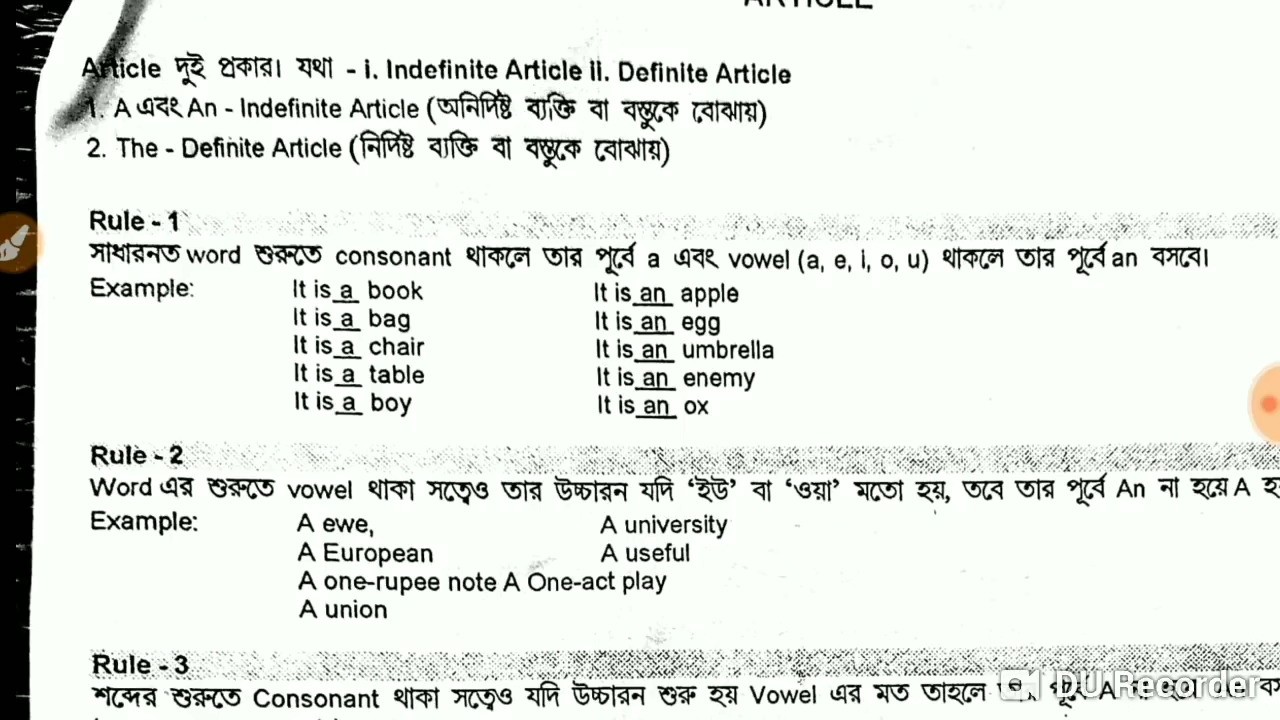 ARTICLE
Article দুই প্রকার। যথা - i. Indefinite Article II. Definite Article
1. A এবং An - Indefinite Article (অনির্দিষ্ট ব্যক্তি বা বস্তুকে বোঝায়)
2. The - Definite Article (নির্দিষ্ট ব্যক্তি বা বস্তুকে বোঝায়)
Rule - 1
সাধারনত word শুরুতে consonant থাকলে তার পূর্বে a এবং vowel (a, e, i, o, u) থাকলে তার পূর্বে an বসবে।
Example: It is a book It is an apple
It is a bag It is an egg
It is a chair It is an umbrella
It is a table It is an enemy
It is a boy It is an ox
Rule - 2
Word এর শুরুতে vowel থাকা সত্বেও তার উচ্চারন যদি ‘ইউ’ বা ‘ওয়া’ মতো হয়, তবে তার পূর্বে An না হয়ে A
Example: A ewe, A university
A European A useful
A one-rupee note A One-act play
A union
Rule - 3
শব্দের শুরুতে Consonant থাকা সত্বেও যদি উচ্চারন শুরু হয় Vowel এর মত তাহলে পূর্বে A
DU Recorder